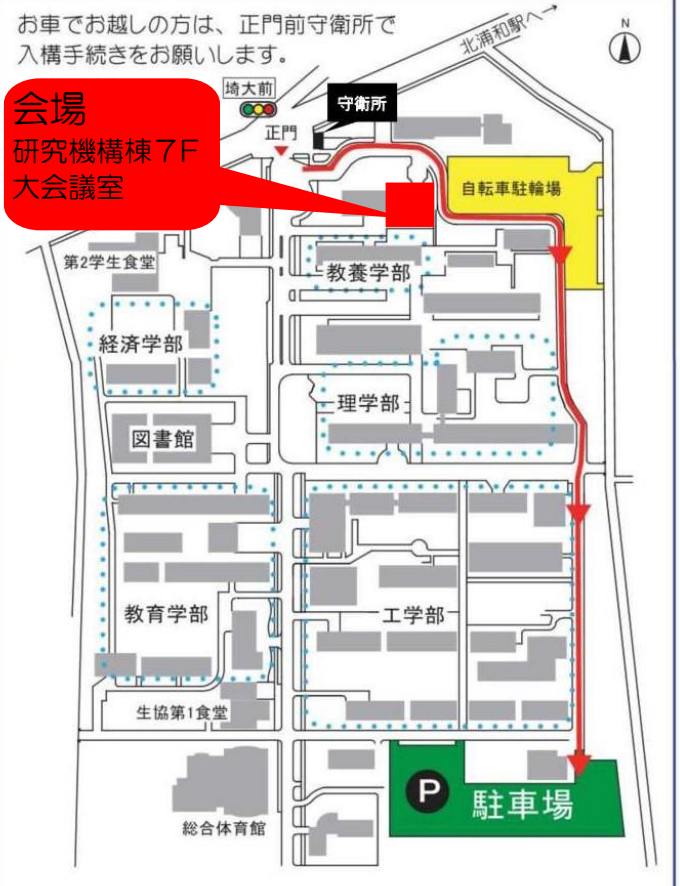 お車でお越しの方は、正門前守衛所で
入構手続きをお願いします。
北浦和駅へ
N
埼大前
守衛所
会場
研究機構棟7F
大会議室
正門
自転車駐輪場
第2学生食堂
教養学部
経済学部
理学部
図書館
教育学部
工学部
生協第1食堂
P
駐車場
総合体育館